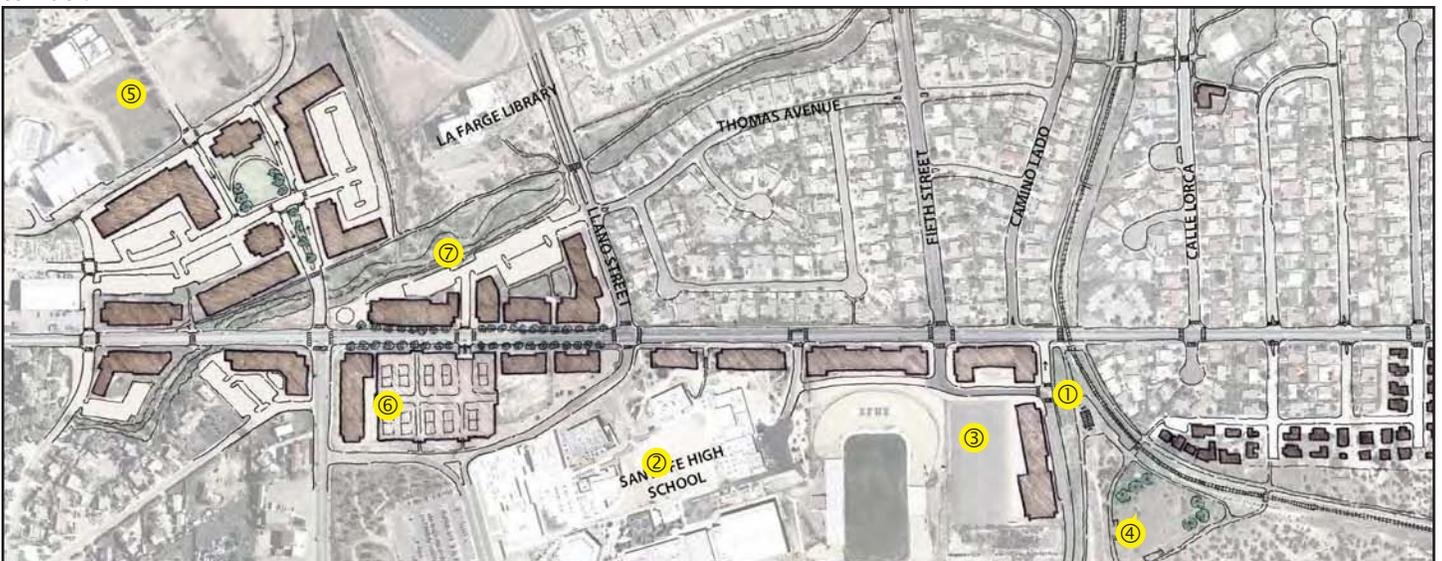 ⑤
LA FARGE LIBRARY
THOMAS AVENUE
LLANO STREET
FIFTH STREET
CAMINO LADO
CALLE LORCA
⑦
①
⑥
②
SANTA FE HIGH
SCHOOL
③
④